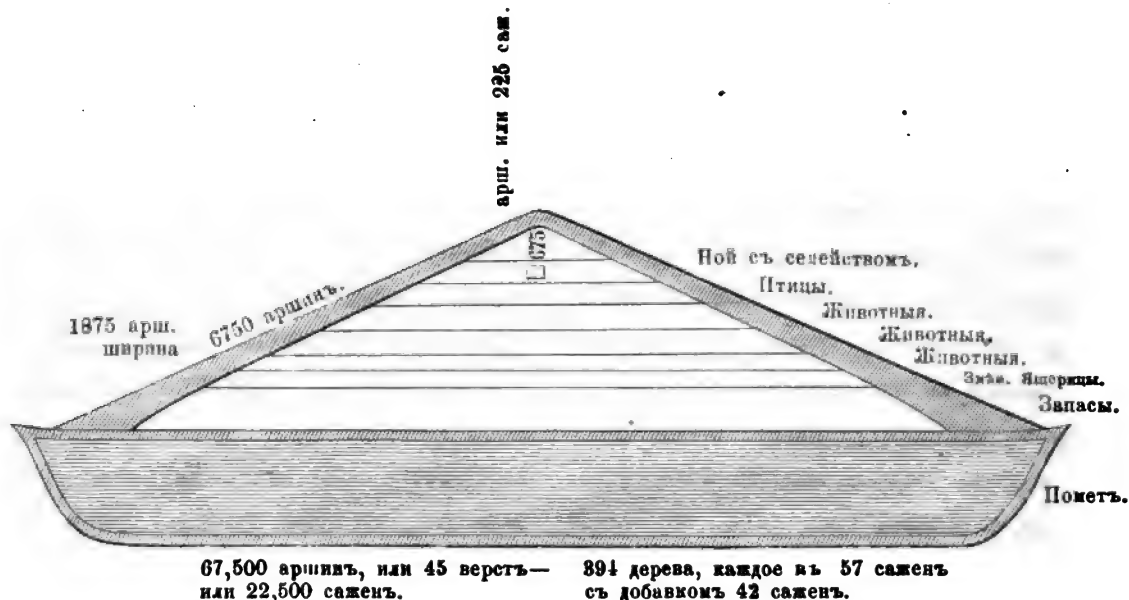 арш. или 225 саж.
□ 675
Ной съ семействомъ.
Птицы.
Животныя.
Животныя.
Животныя.
Змѣи. Ящерицы.
Запасы.
1875 арш.
ширина
6750 аршинъ.
Пометъ.
67,500 аршинъ, или 45 верстъ—
или 22,500 саженъ.
394 дерева, каждое въ 57 саженъ
съ добавкомъ 42 саженъ.